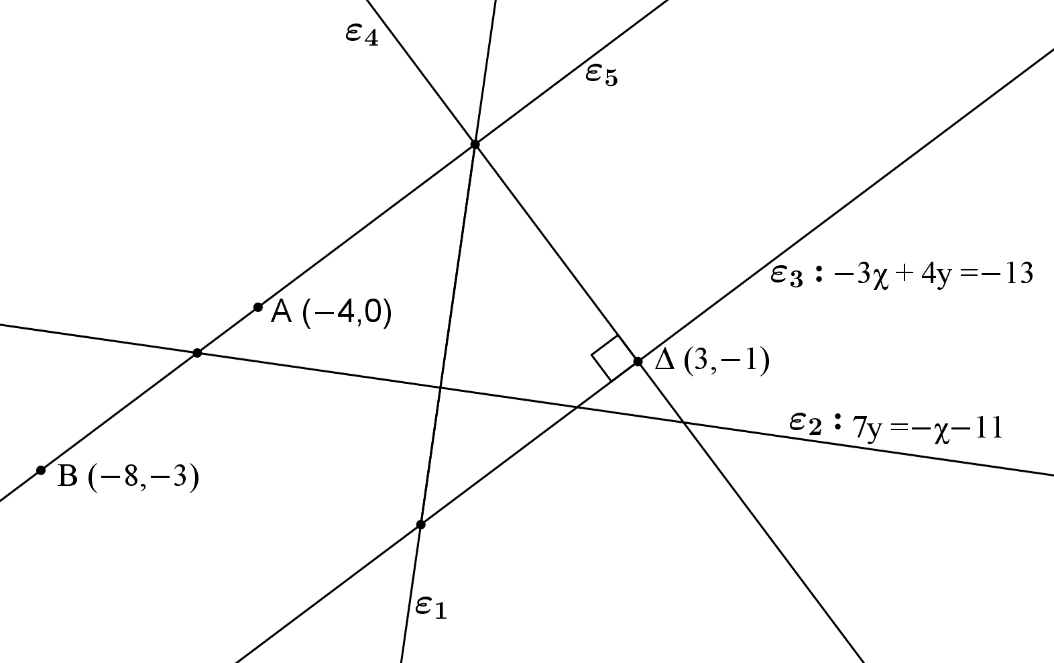 ε₄
ε₅
ε₃ : −3χ + 4y =−13
Α (−4,0)
Δ (3,−1)
ε₂ : 7y =−χ−11
Β (−8,−3)
ε₁